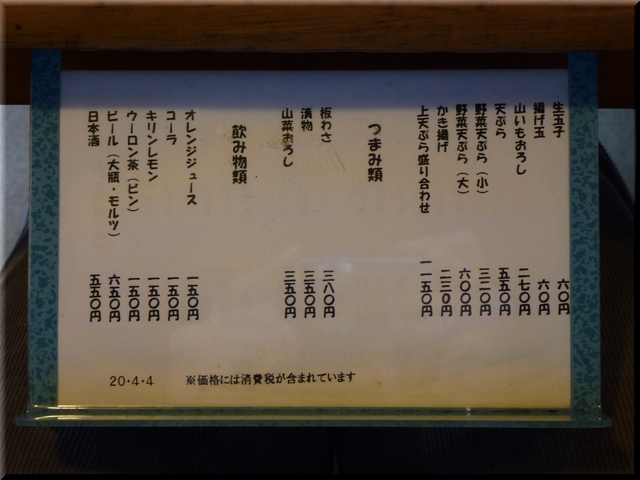 生玉子 六〇円
揚げ玉 六〇円
山いもおろし 二七〇円
天ぷら 五五〇円
野菜天ぷら（小） 三二〇円
野菜天ぷら（大） 六〇〇円
かき揚げ 二三〇円
上天ぷら盛り合わせ 一一五〇円
つまみ類
板わさ 三八〇円
漬物 三五〇円
山菜おろし 三五〇円
飲み物類
オレンジジュース 一五〇円
コーラ 一五〇円
キリンレモン 一五〇円
ウーロン茶（ビン） 一五〇円
ビール（大瓶・モルツ） 六五〇円
日本酒 五五〇円
20・4・4 ※価格には消費税が含まれています